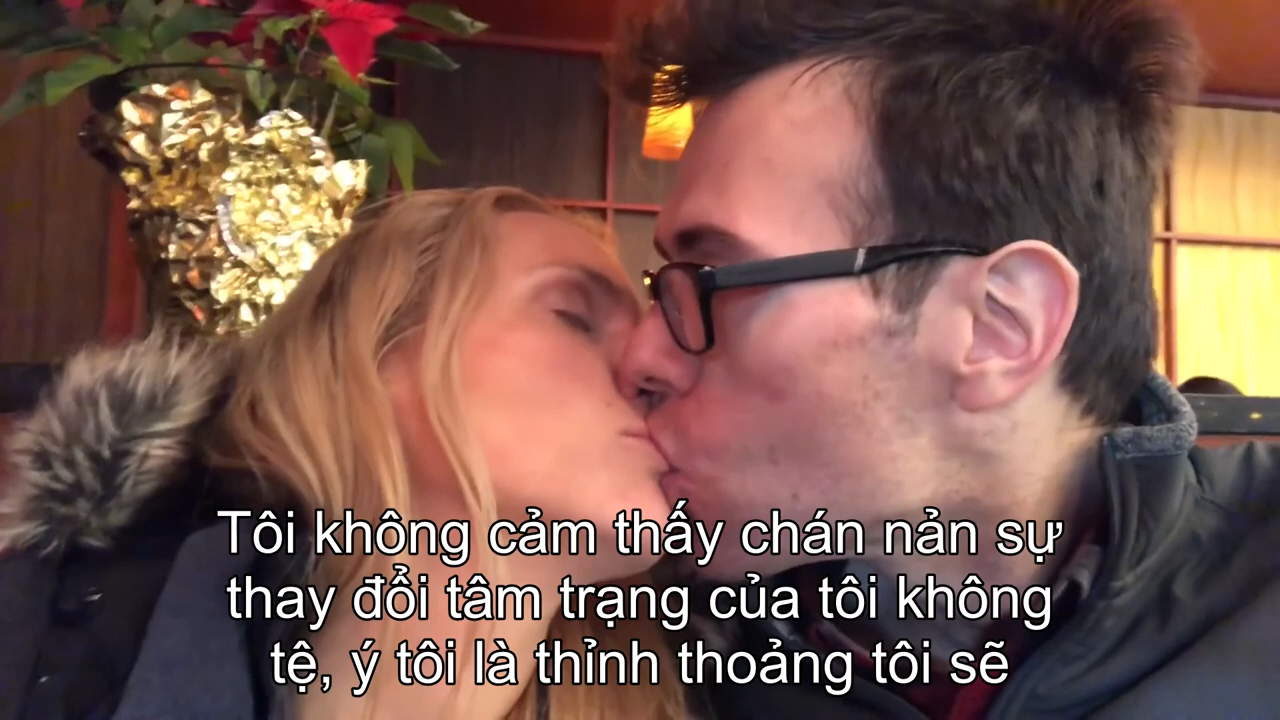 Tôi không cảm thấy chán nản sự
thay đổi tâm trạng của tôi không
tệ, ý tôi là thỉnh thoảng tôi sẽ